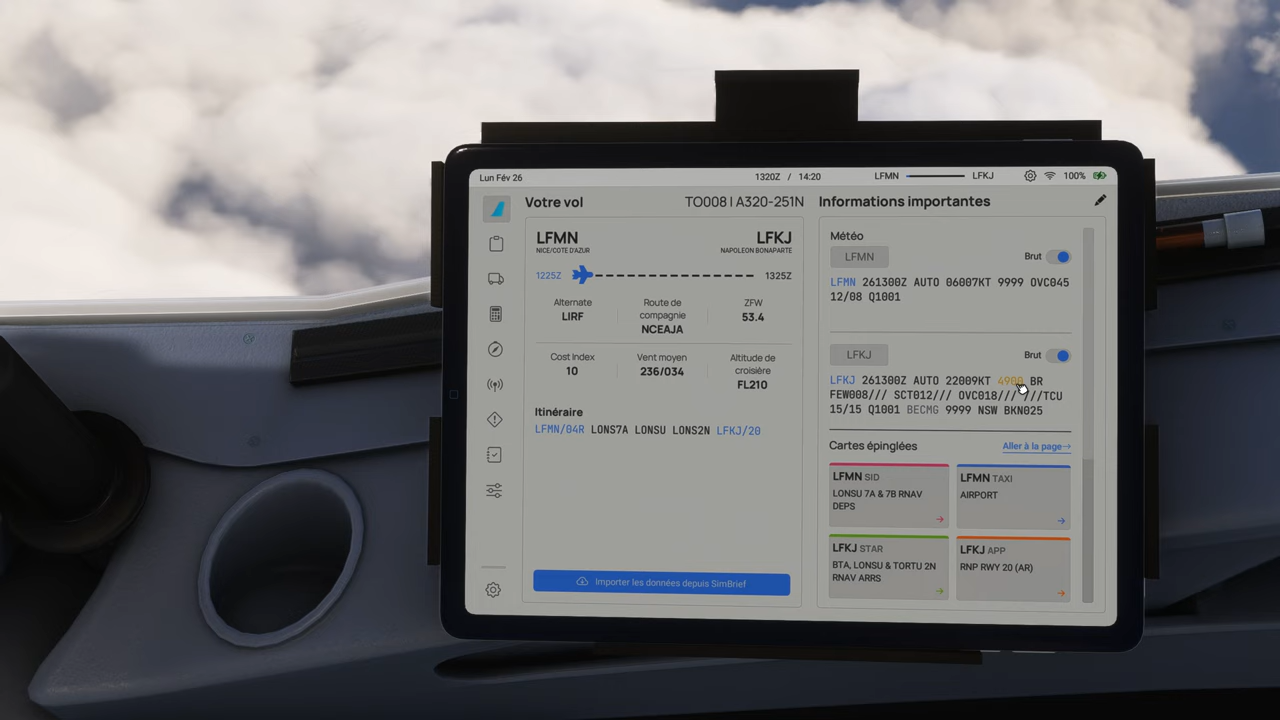 Lun Fév 26
1320Z / 14:20
LFMN LFKJ
100%
Votre vol
TO008 | A320-251N
LFMN
NICE/COTE D'AZUR
LFKJ
NAPOLEON BONAPARTE
1225Z
1325Z
Alternate
LIRF
Route de
compagnie
NCEAJA
ZFW
53.4
Cost Index
10
Vent moyen
236/034
Altitude de
croisière
FL210
Itinéraire
LFMN/04R LONS7A LONSU LONS2N LFKJ/20
Importer les données depuis SimBrief
Informations importantes
Météo
LFMN
Brut
LFMN 261300Z AUTO 06007KT 9999 OVC045
12/08 Q1001
LFKJ
Brut
LFKJ 261300Z AUTO 22009KT BR
FEW008/// SCT012/// OVC018/// ///TCU
15/15 Q1001 BECMG 9999 NSW BKN025
Cartes épinglées
Aller à la page→
LFMN SID
LONSU 7A & 7B RNAV
DEPS
LFMN TAXI
AIRPORT
LFKJ STAR
BTA, LONSU & TORTU 2N
RNAV ARRS
LFKJ APP
RNP RWY 20 (AR)